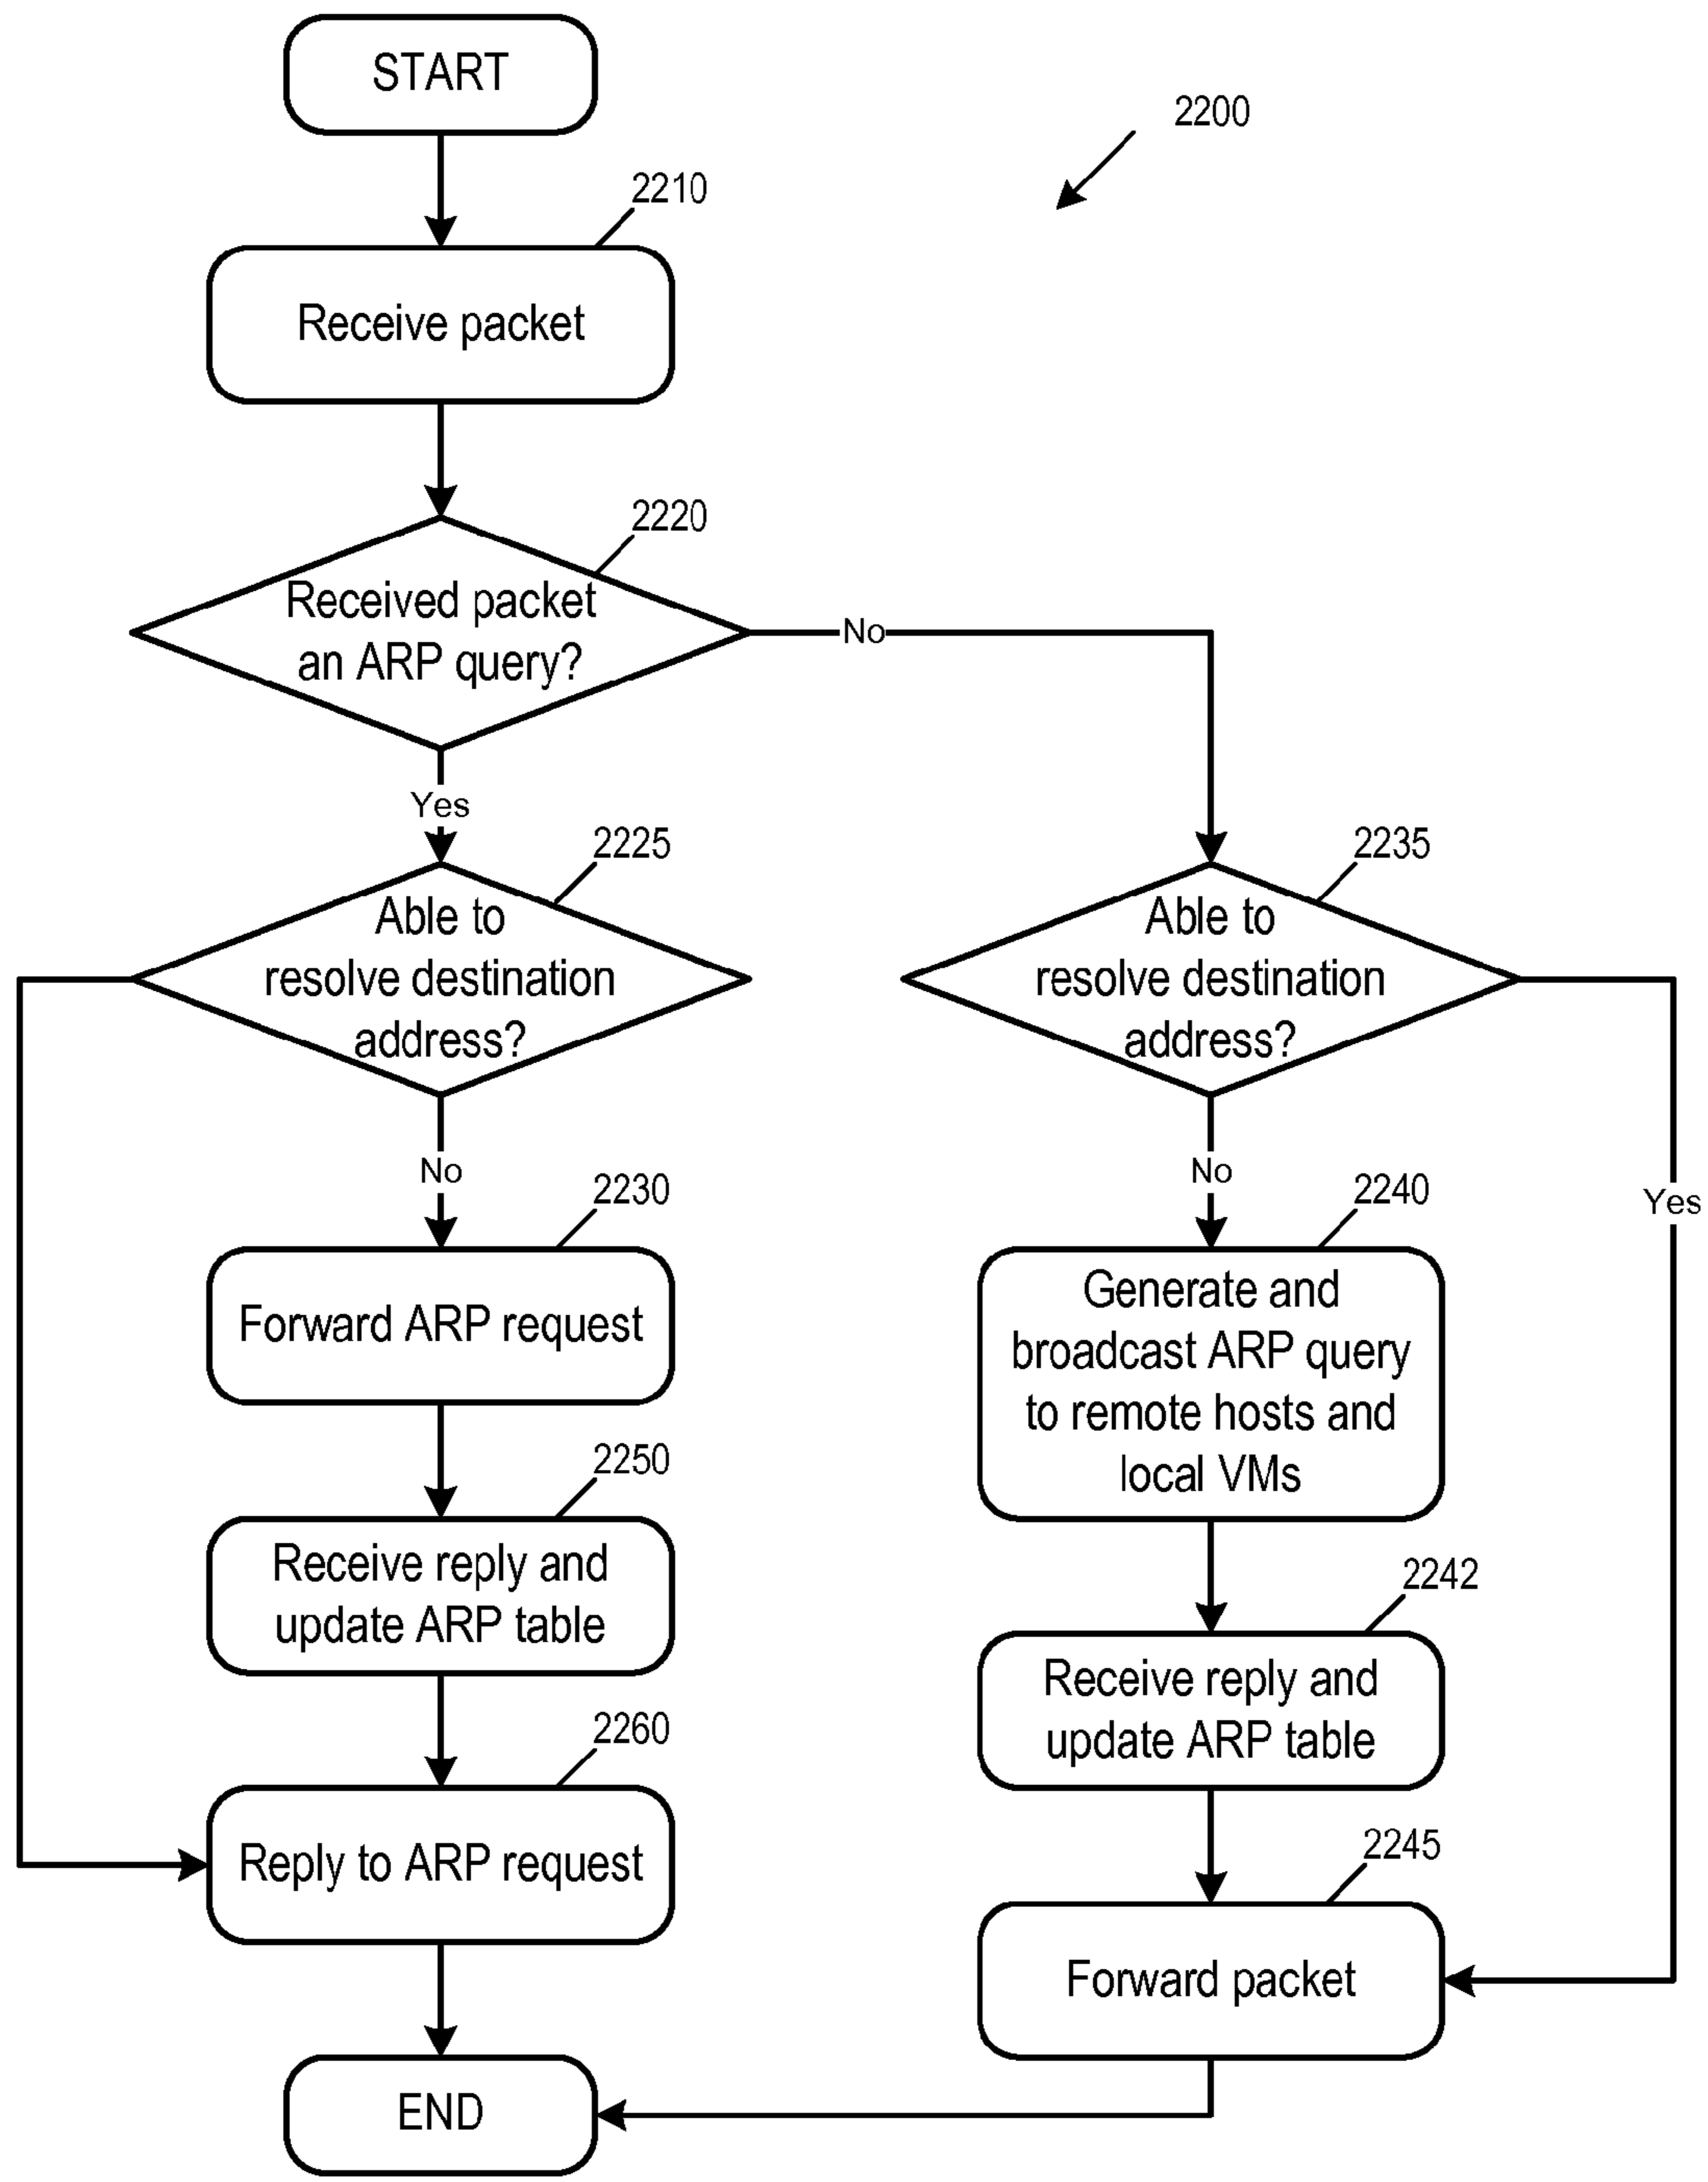 START
2200
2210
Receive packet
2220
Received packet
an ARP query?
No
Yes
2225
Able to
resolve destination
address?
2235
Able to
resolve destination
address?
No
No
Yes
2230
Forward ARP request
2240
Generate and
broadcast ARP query
to remote hosts and
local VMs
2250
Receive reply and
update ARP table
2242
Receive reply and
update ARP table
2260
Reply to ARP request
2245
Forward packet
END